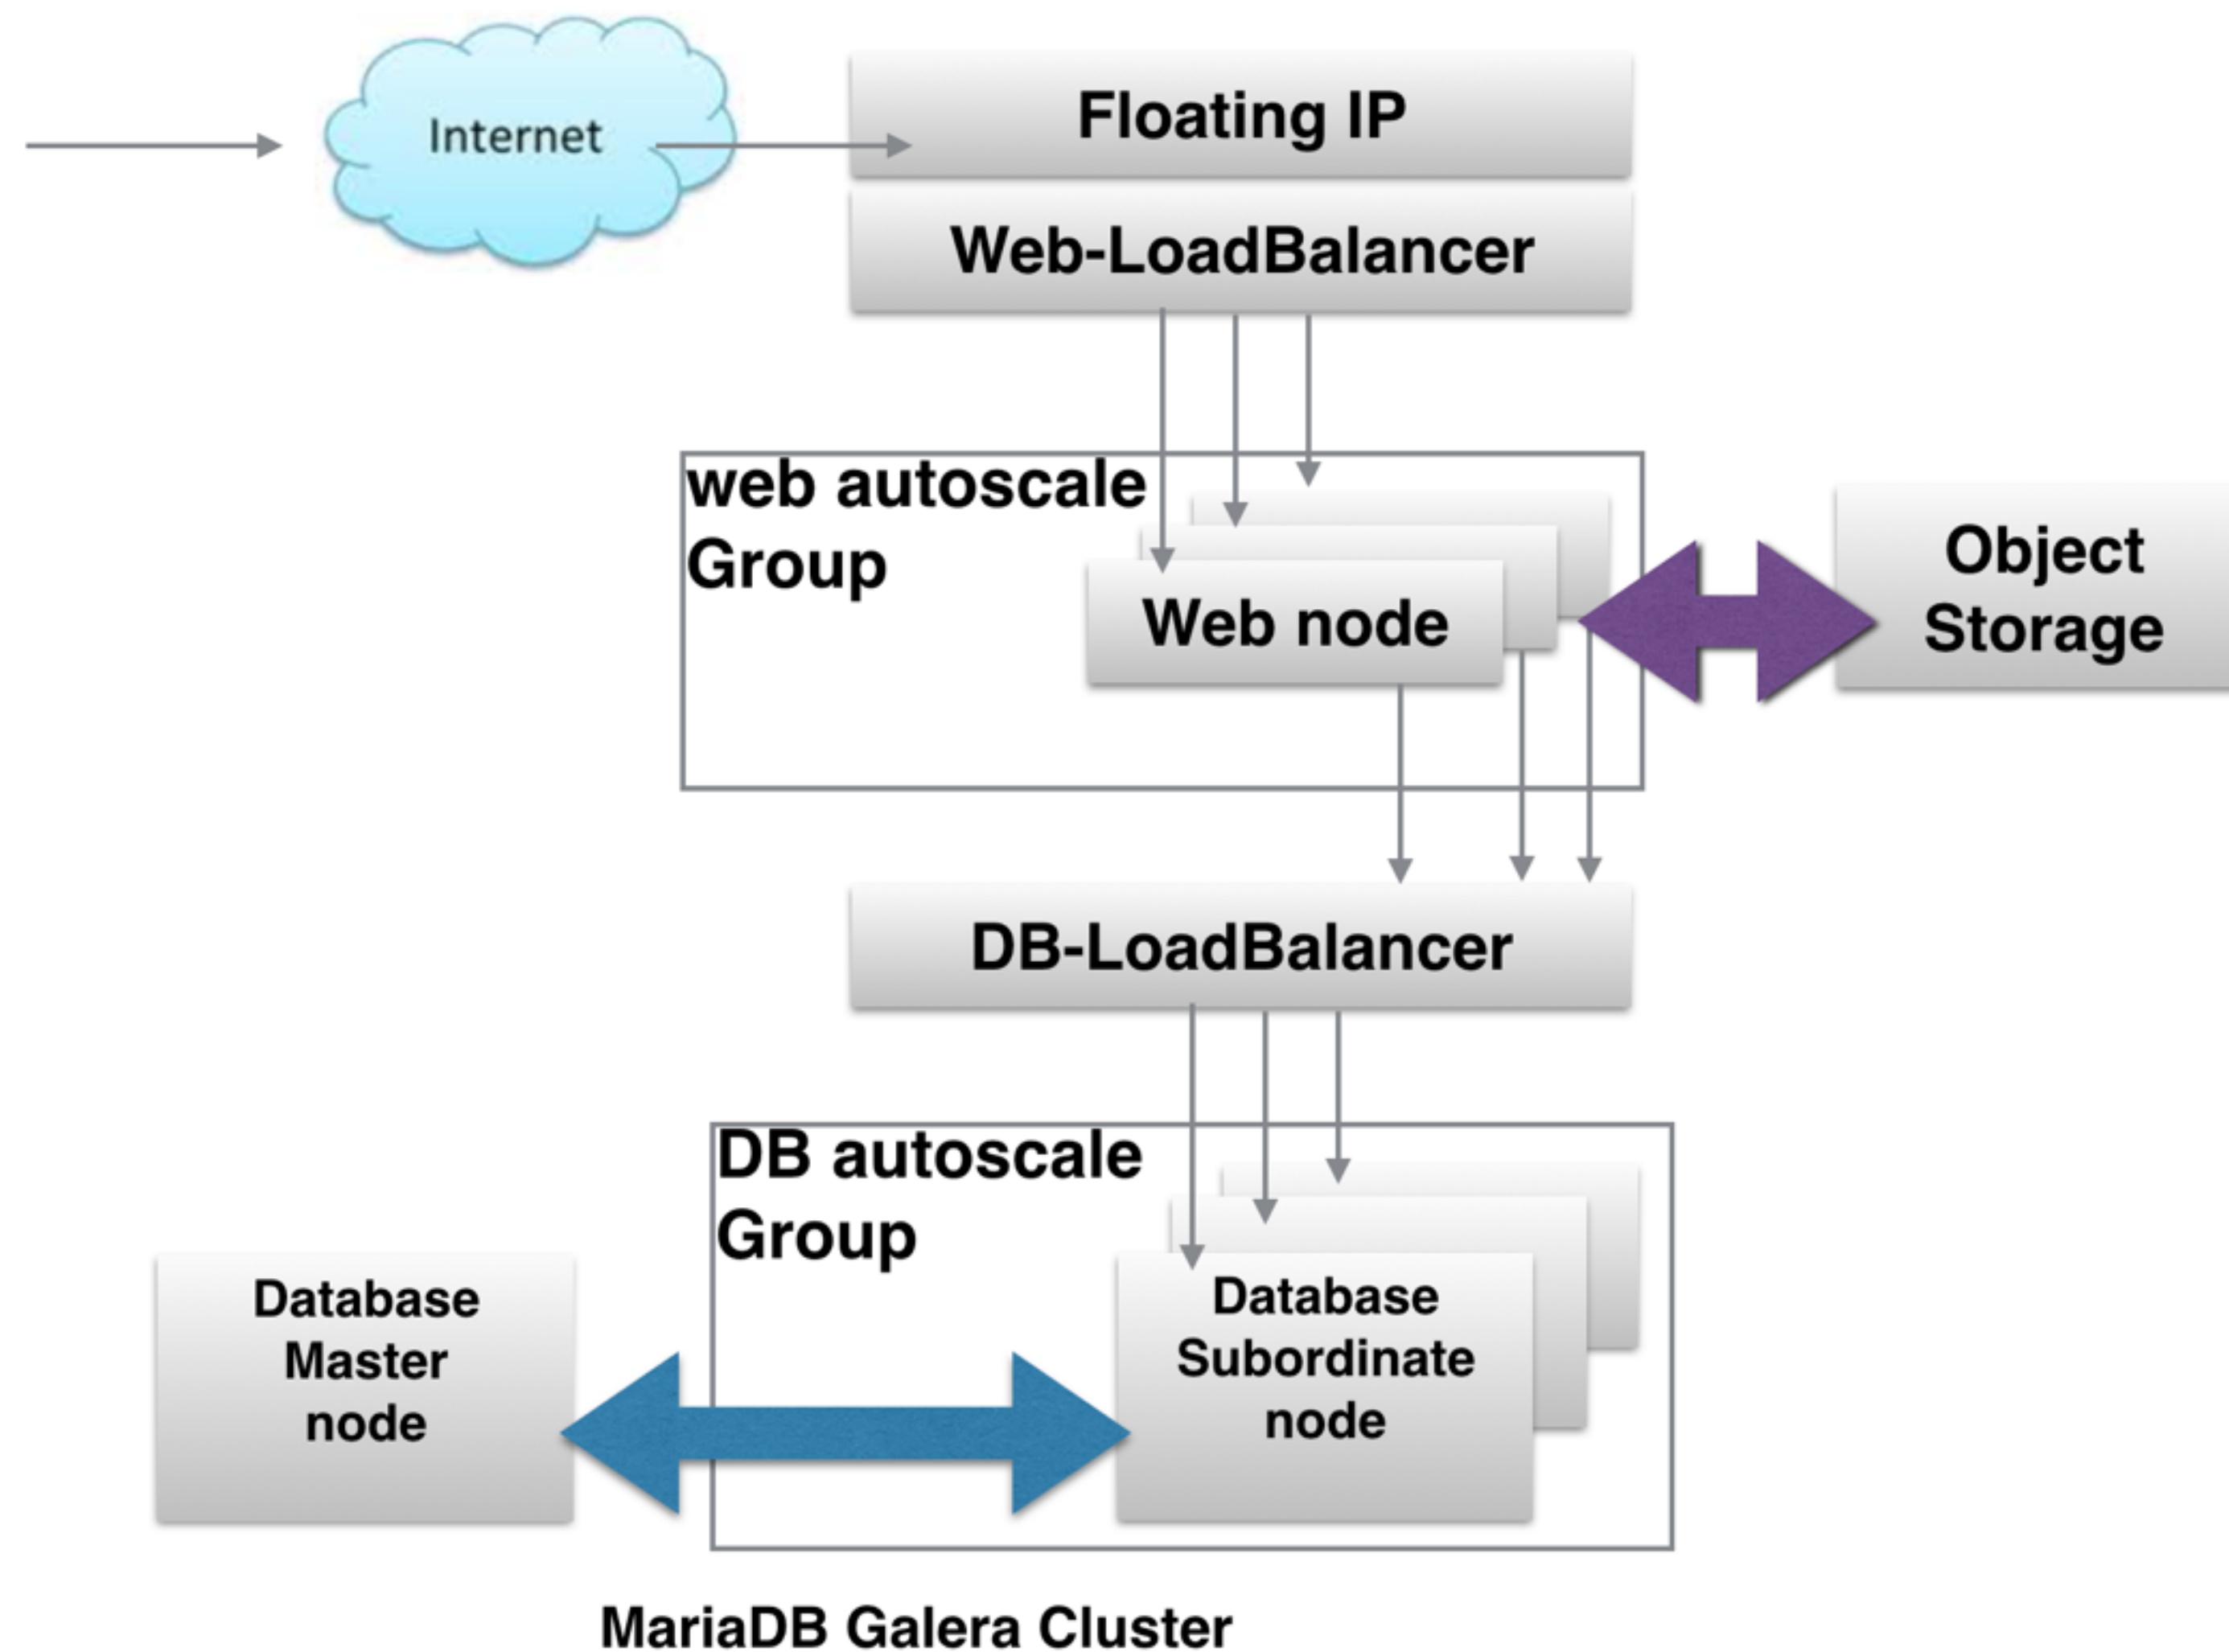 Internet
Floating IP
Web-LoadBalancer
web autoscale
Group
Web node
Object
Storage
DB-LoadBalancer
DB autoscale
Group
Database
Master
node
Database
Subordinate
node
MariaDB Galera Cluster